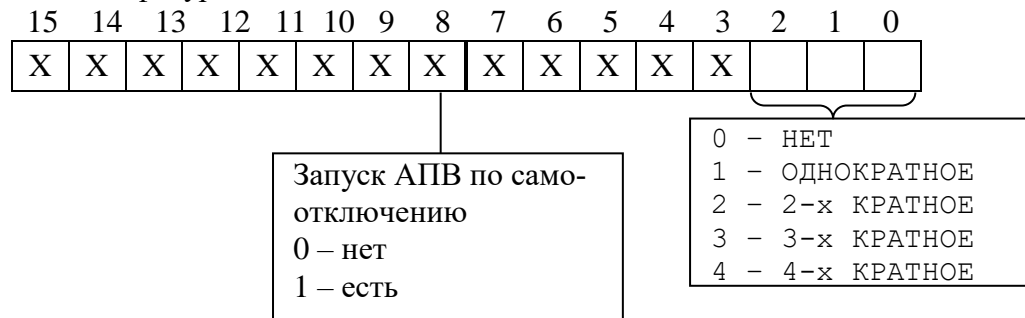 15 14 13 12 11 10 9 8 7 6 5 4 3 2 1 0
X X X X X X X X X X X X X
Запуск АПВ по само-
отключению
0 – нет
1 – есть
0 – НЕТ
1 – ОДНОКРАТНОЕ
2 – 2-х КРАТНОЕ
3 – 3-х КРАТНОЕ
4 – 4-х КРАТНОЕ